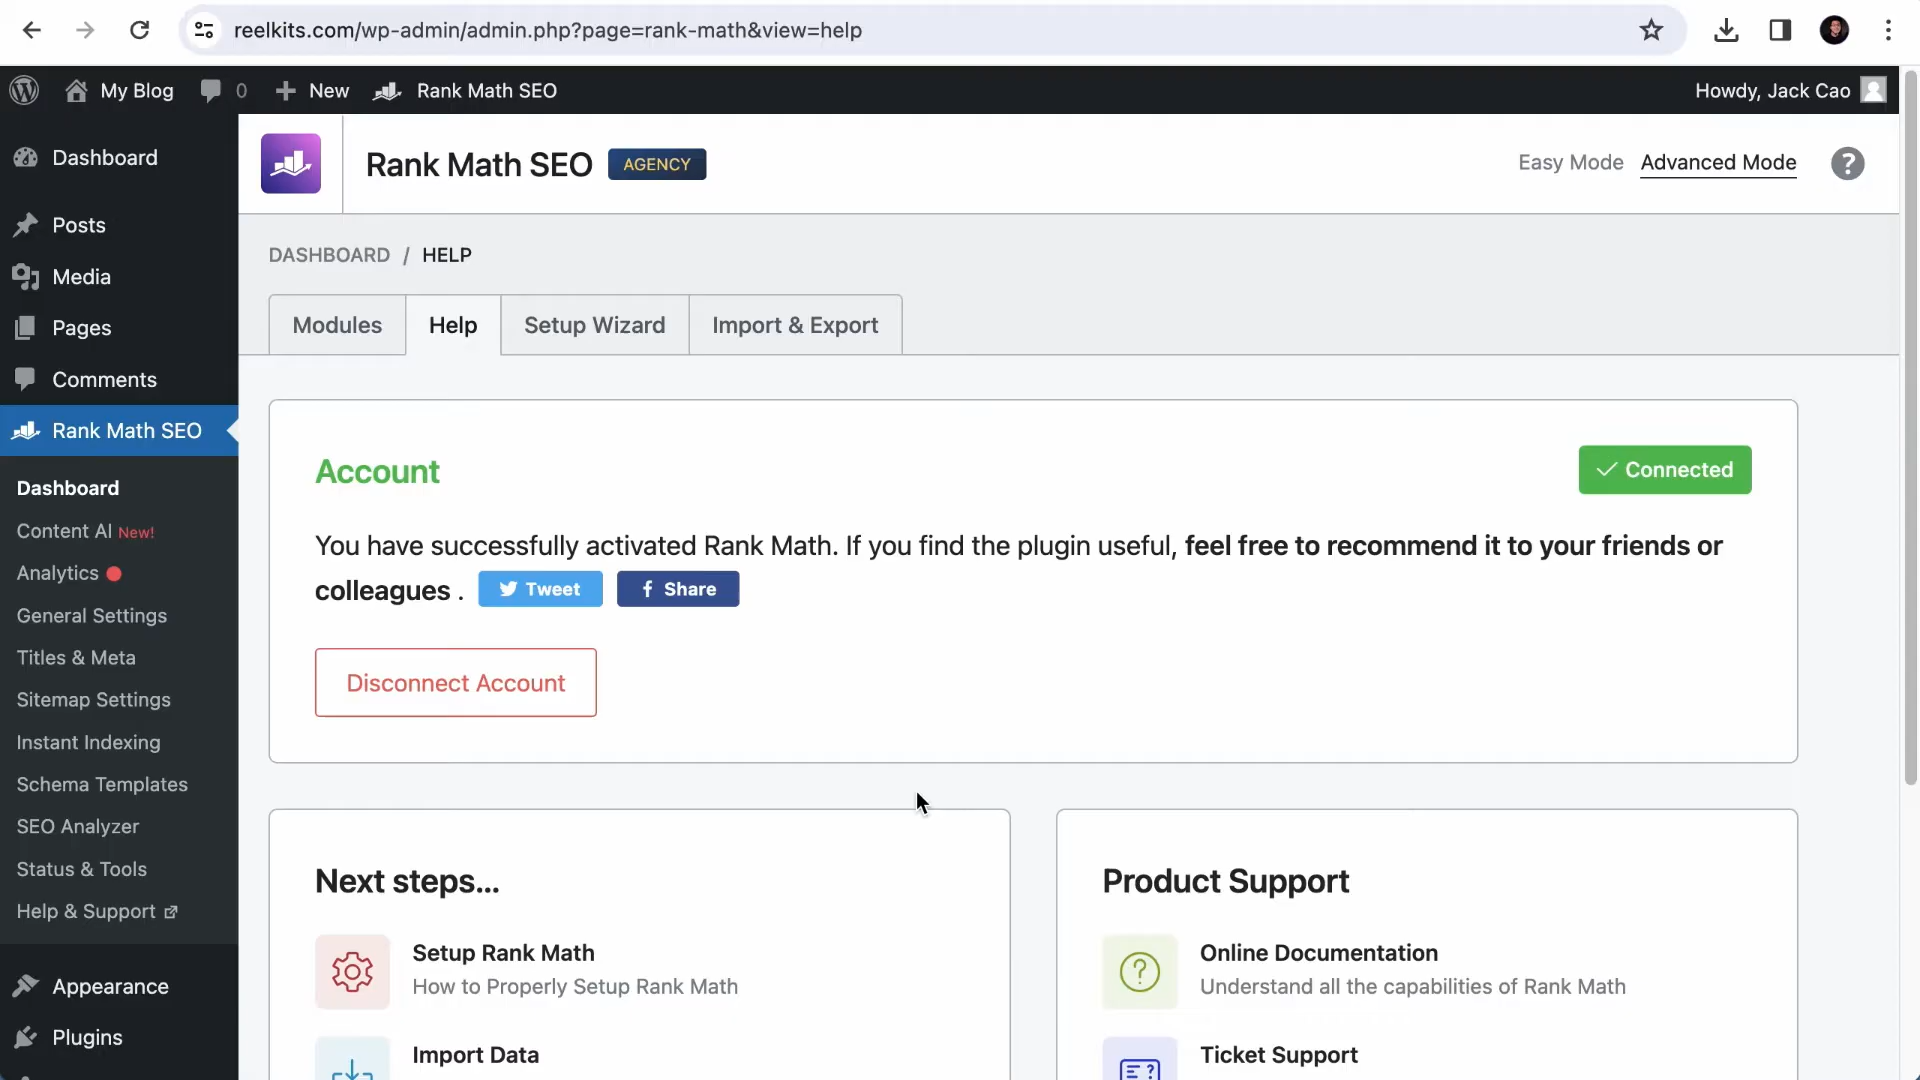 reelkits.com/wp-admin/admin.php?page=rank-math&view=help
My Blog 0 New Rank Math SEO Howdy, Jack Cao
Dashboard
Posts
Media
Pages
Comments
Rank Math SEO
Dashboard
Content AI New!
Analytics
General Settings
Titles & Meta
Sitemap Settings
Instant Indexing
Schema Templates
SEO Analyzer
Status & Tools
Help & Support
Appearance
Plugins
Rank Math SEO AGENCY
Easy Mode Advanced Mode ?
DASHBOARD / HELP
Modules Help Setup Wizard Import & Export
Account
Connected
You have successfully activated Rank Math. If you find the plugin useful, feel free to recommend it to your friends or
colleagues . Tweet Share
Disconnect Account
Next steps...
Setup Rank Math
How to Properly Setup Rank Math
Import Data
Product Support
Online Documentation
Understand all the capabilities of Rank Math
Ticket Support